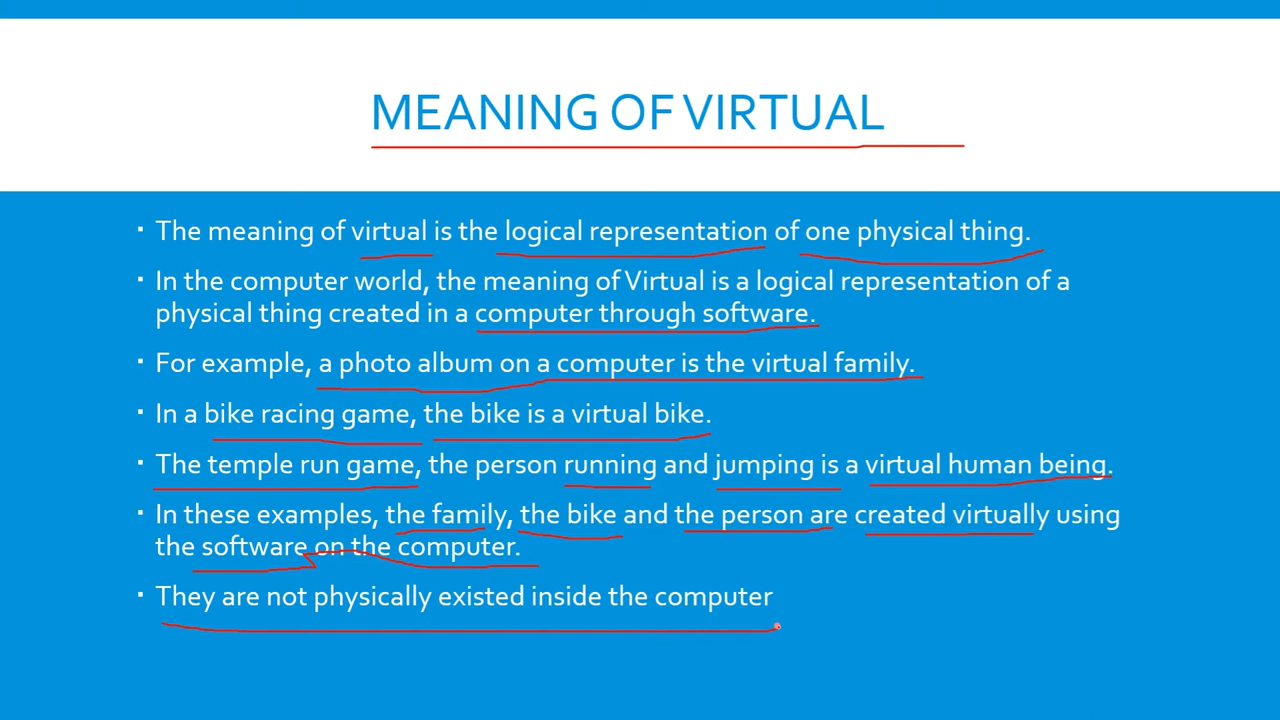 MEANING OF VIRTUAL
▪ The meaning of virtual is the logical representation of one physical thing.
▪ In the computer world, the meaning of Virtual is a logical representation of a
physical thing created in a computer through software.
▪ For example, a photo album on a computer is the virtual family.
▪ In a bike racing game, the bike is a virtual bike.
▪ The temple run game, the person running and jumping is a virtual human being.
▪ In these examples, the family, the bike and the person are created virtually using
the software on the computer.
▪ They are not physically existed inside the computer